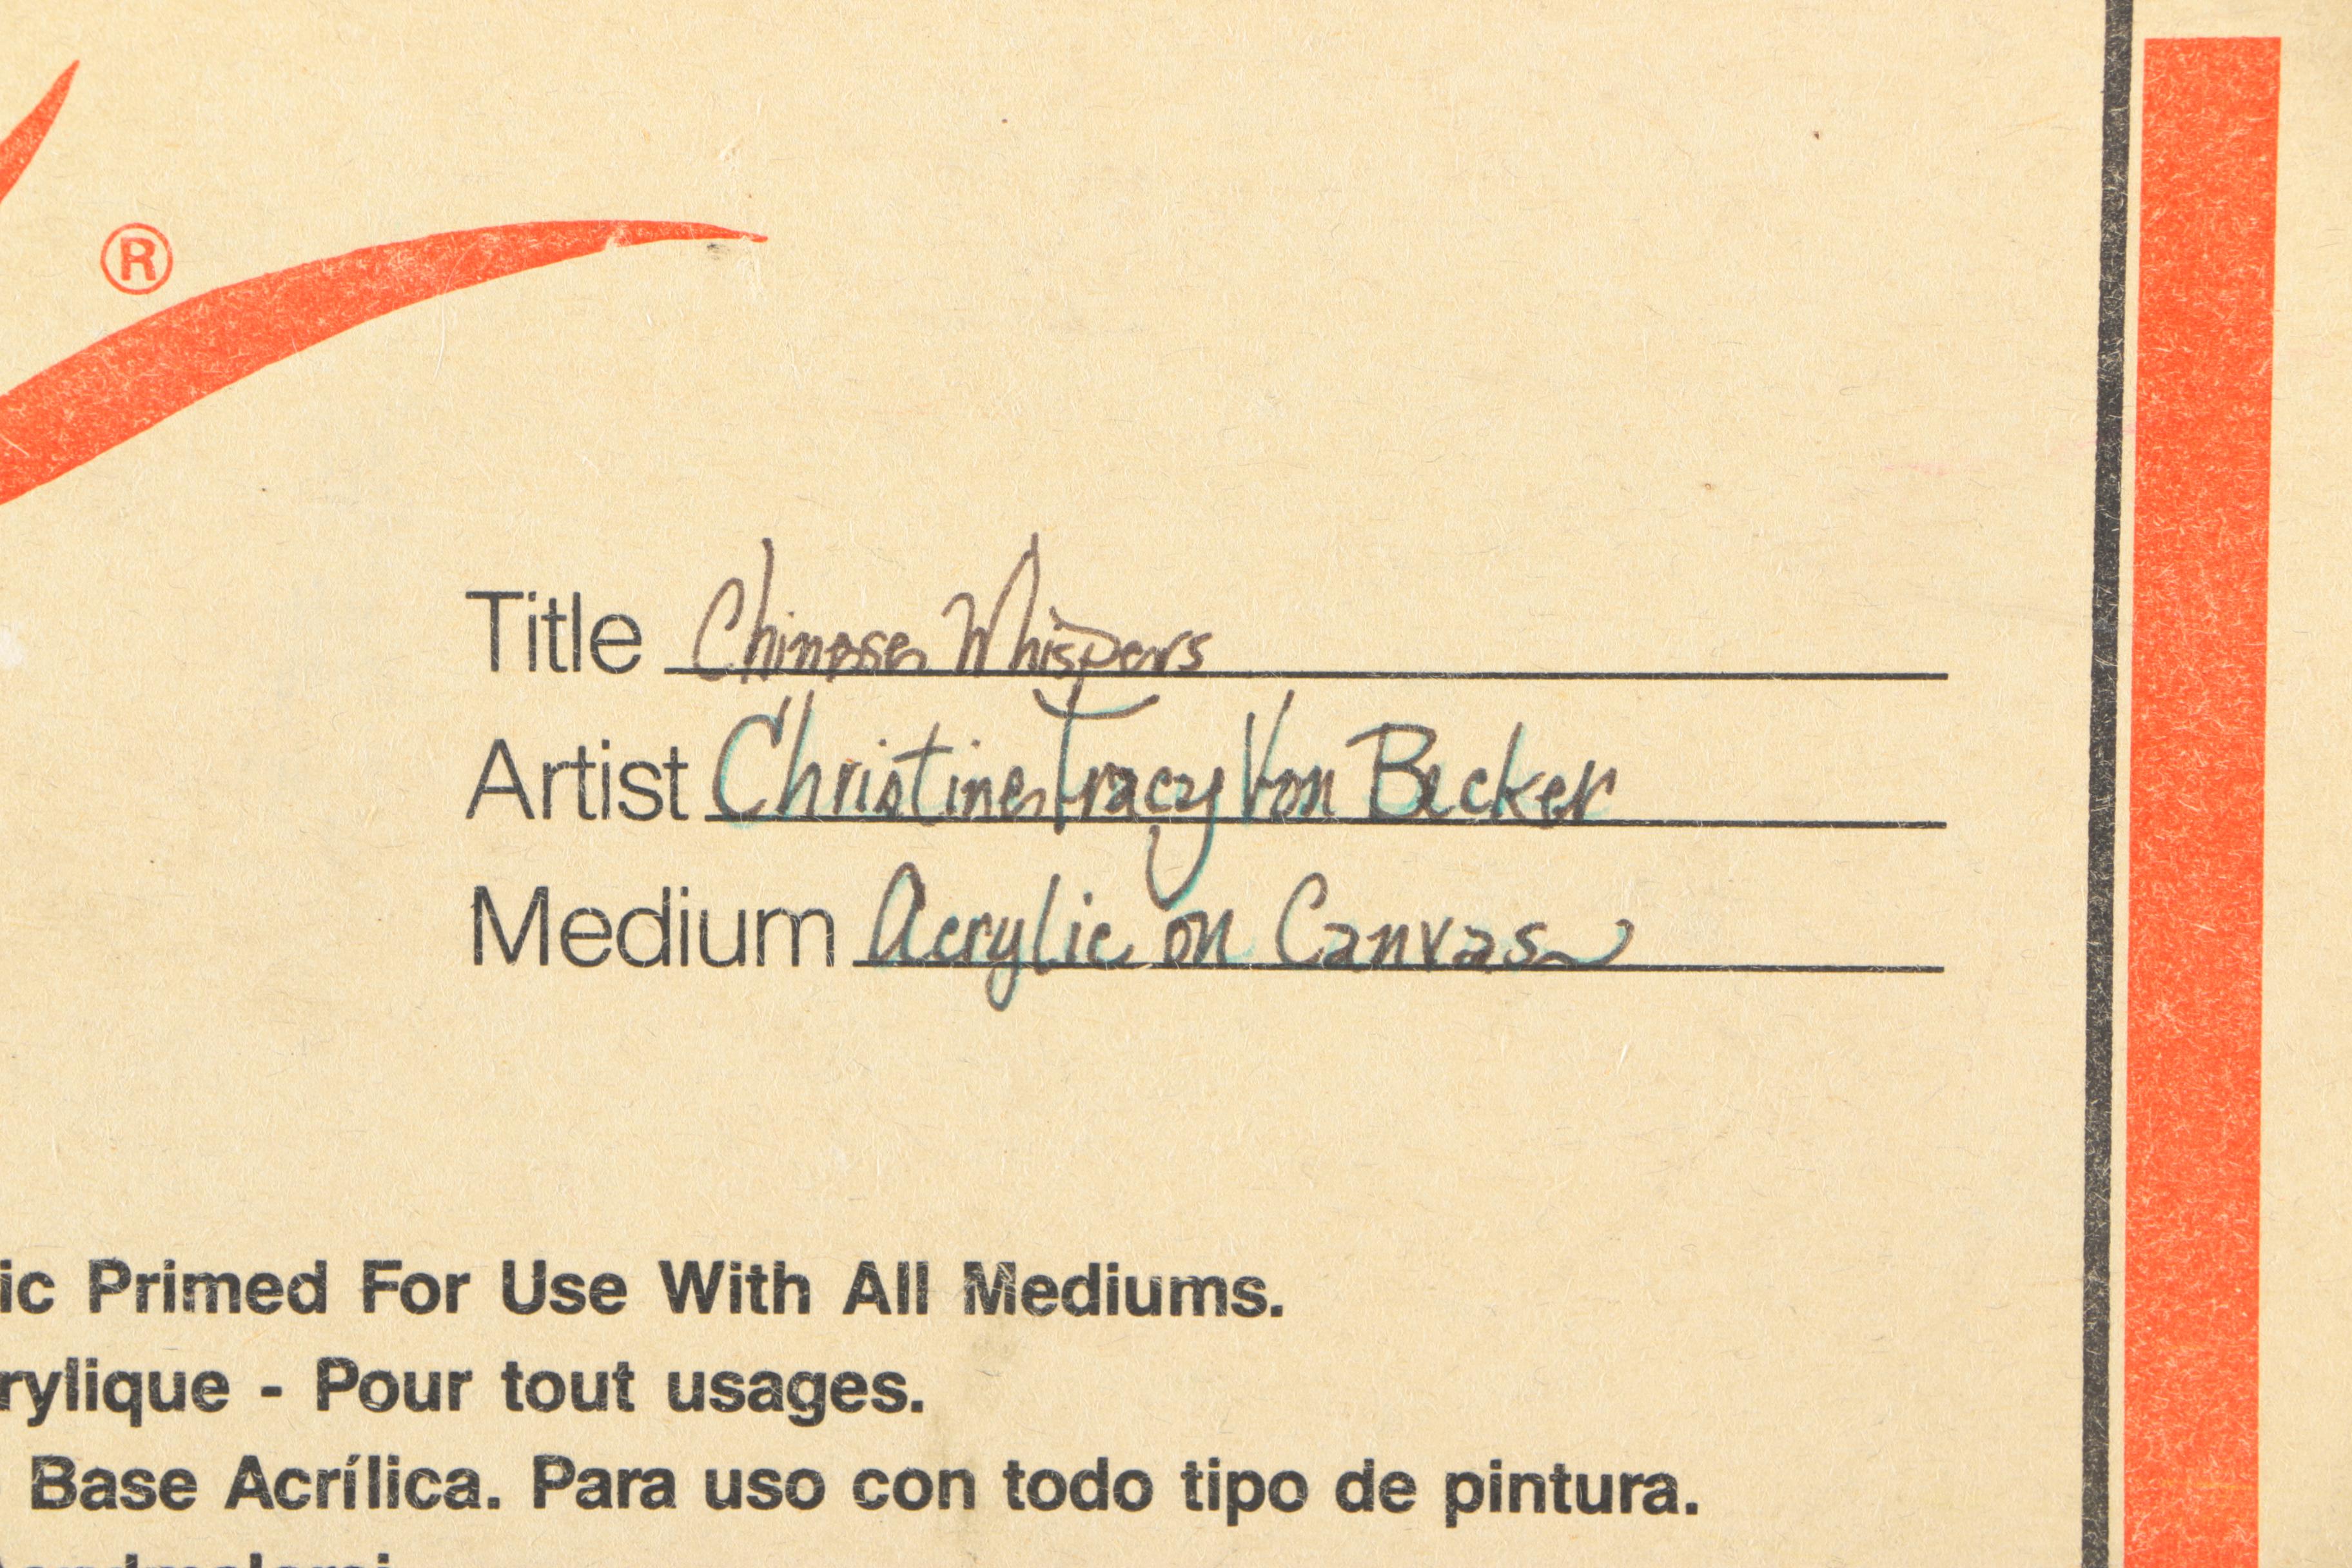 ®
Title Chinese Whispers
Artist Christine Tracy Von Becker
Medium Acrylic on Canvas
ic Primed For Use With All Mediums.
rylique - Pour tout usages.
Base Acrílica. Para uso con todo tipo de pintura.